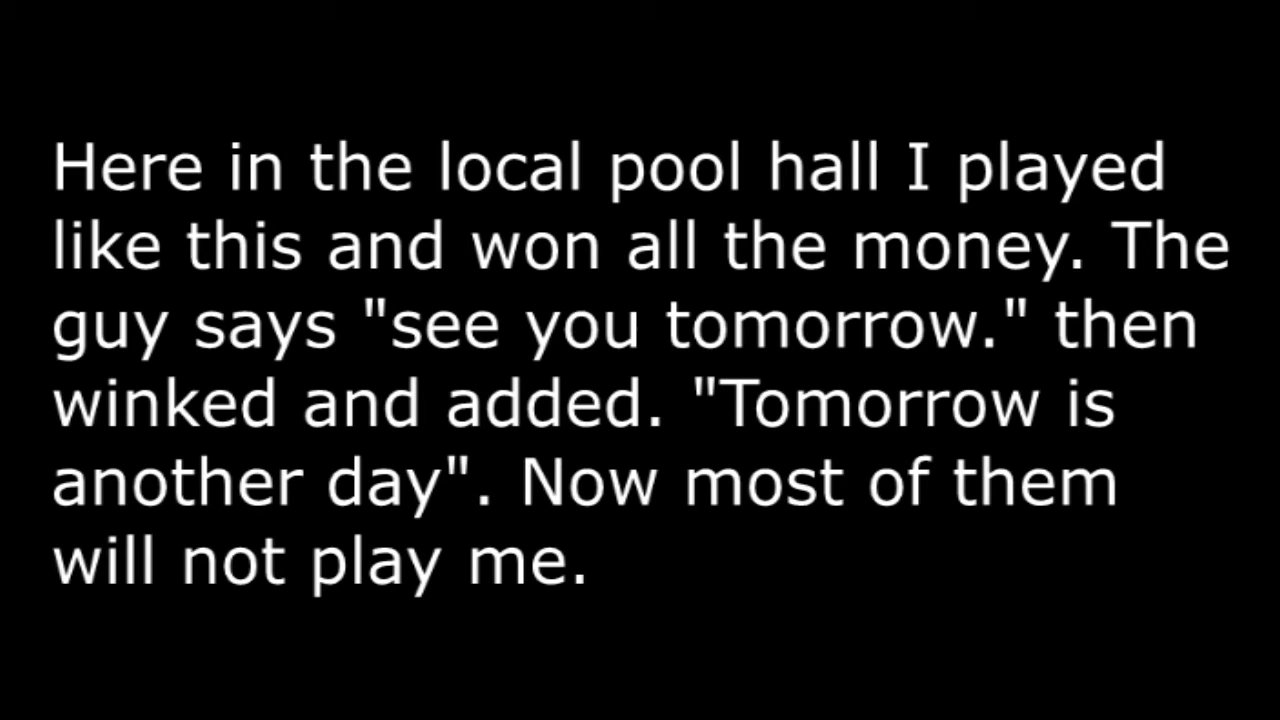 Here in the local pool hall I played
like this and won all the money. The
guy says "see you tomorrow." then
winked and added. "Tomorrow is
another day". Now most of them
will not play me.